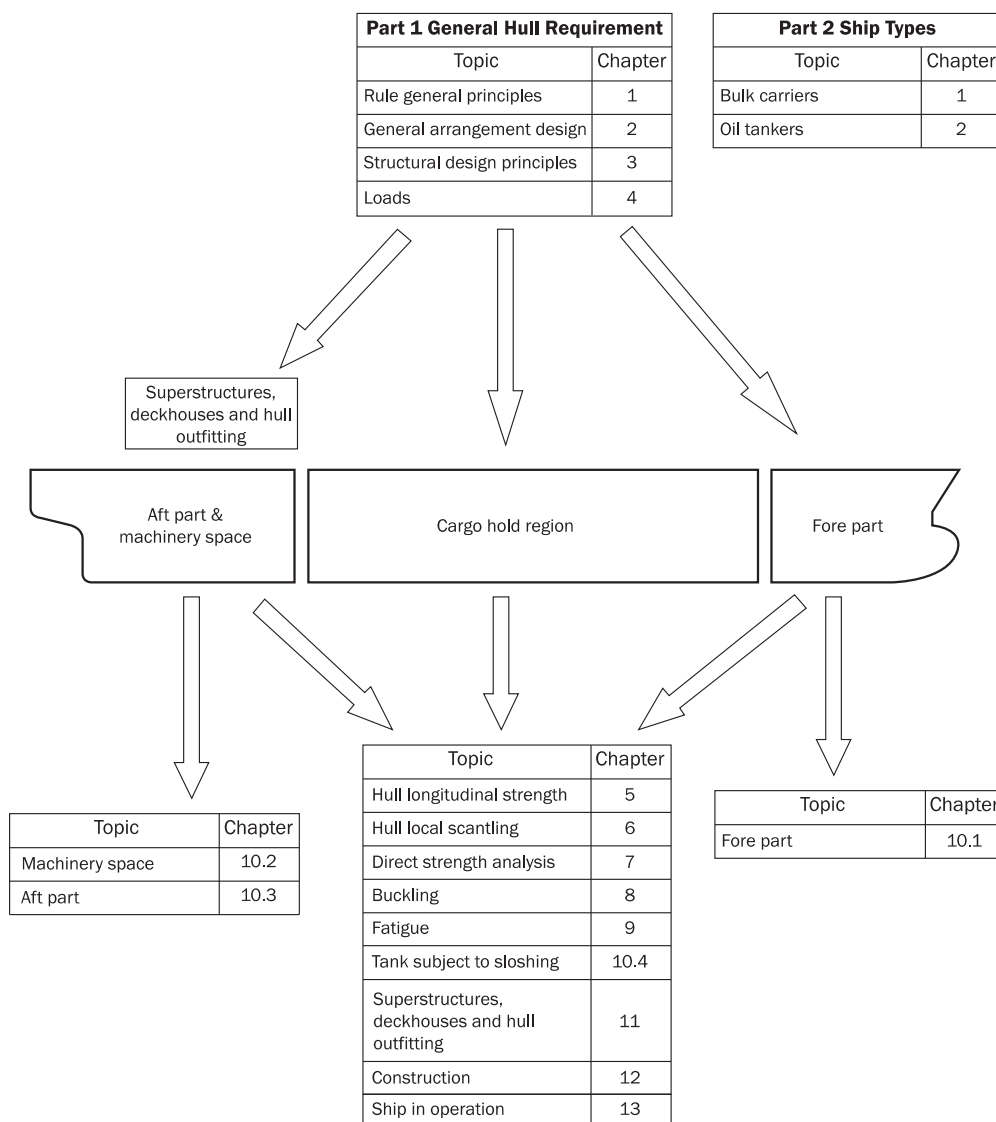 Part 1 General Hull Requirement
Topic Chapter
Rule general principles 1
General arrangement design 2
Structural design principles 3
Loads 4
Part 2 Ship Types
Topic Chapter
Bulk carriers 1
Oil tankers 2
Superstructures,
deckhouses and hull
outfitting
Aft part &
machinery space
Cargo hold region
Fore part
Topic Chapter
Machinery space 10.2
Aft part 10.3
Topic Chapter
Hull longitudinal strength 5
Hull local scantling 6
Direct strength analysis 7
Buckling 8
Fatigue 9
Tank subject to sloshing 10.4
Superstructures,
deckhouses and hull
outfitting
11
Construction 12
Ship in operation 13
Topic Chapter
Fore part 10.1